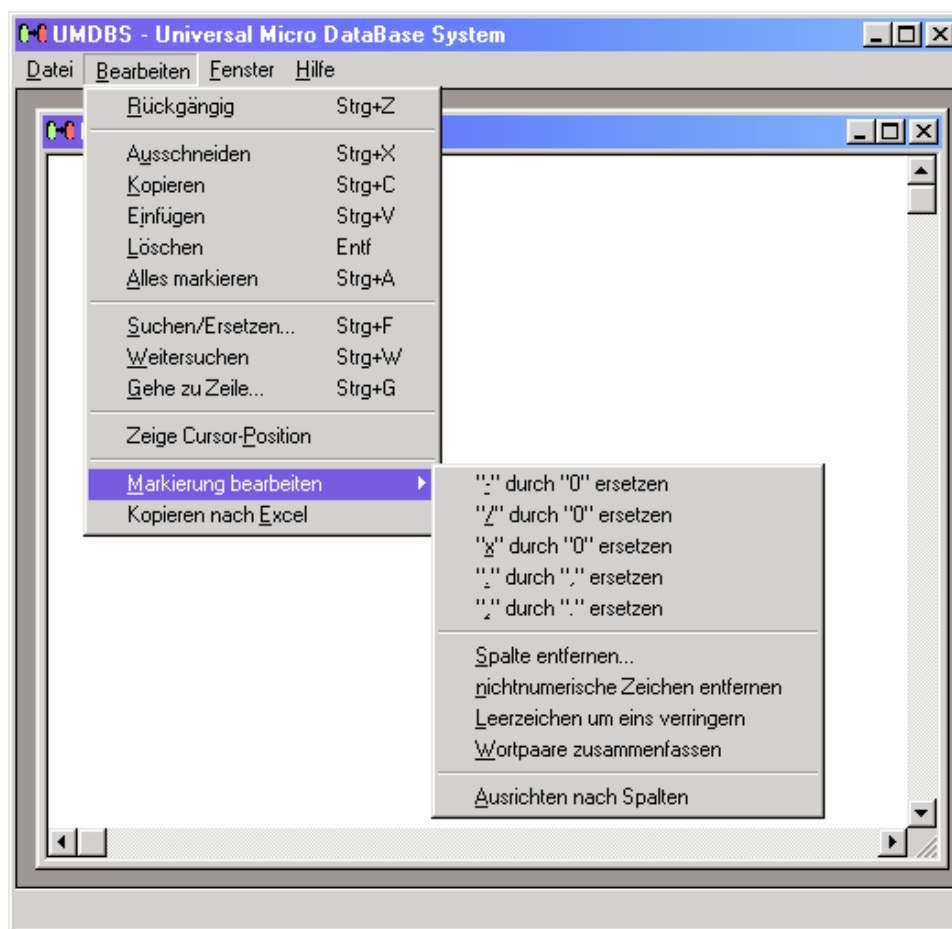 UMDBS - Universal Micro DataBase System
Datei Bearbeiten Fenster Hilfe
Rückgängig Strg+Z
Ausschneiden Strg+X
Kopieren Strg+C
Einfügen Strg+V
Löschen Entf
Alles markieren Strg+A
Suchen/Ersetzen... Strg+F
Weitersuchen Strg+W
Gehe zu Zeile... Strg+G
Zeige Cursor-Position
Markierung bearbeiten
Kopieren nach Excel
"-" durch "0" ersetzen
"/" durch "0" ersetzen
"x" durch "0" ersetzen
"." durch "," ersetzen
"," durch "." ersetzen
Spalte entfernen...
nichtnumerische Zeichen entfernen
Leerzeichen um eins verringern
Wortpaare zusammenfassen
Ausrichten nach Spalten